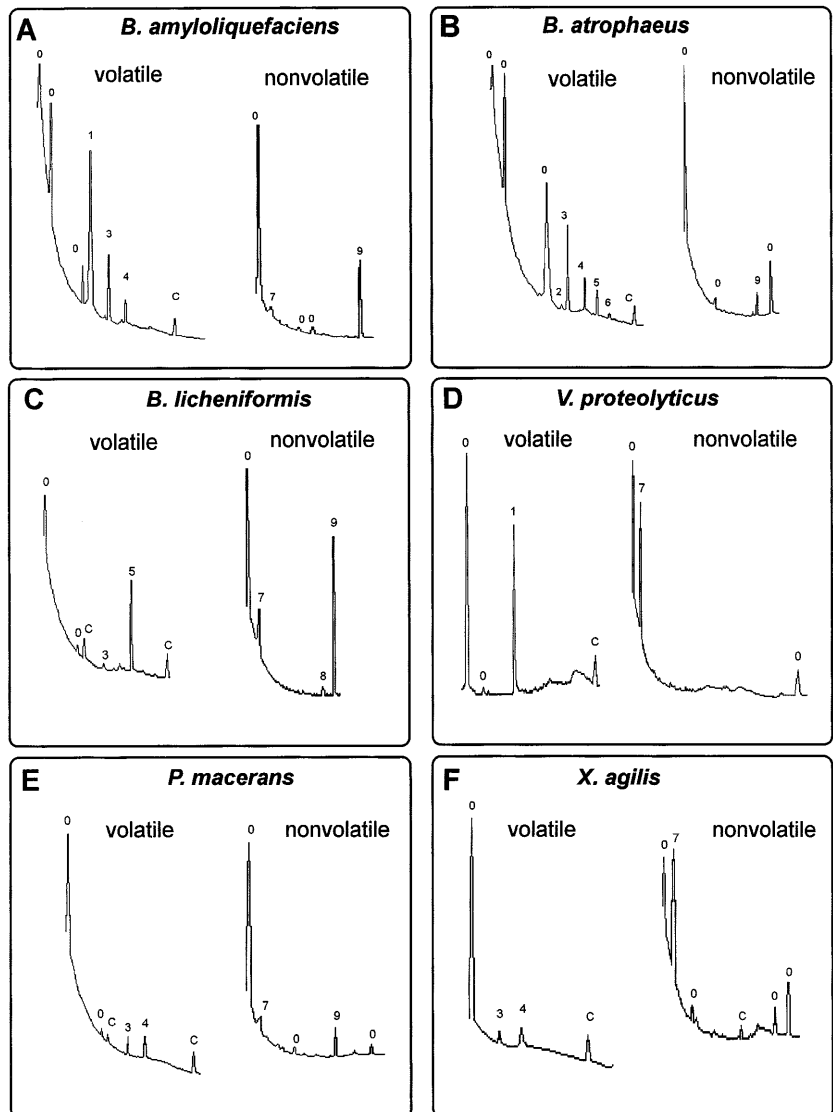 A B. amyloliquefaciens
volatile nonvolatile
0 0 0 1 3 4 C
0 7 0 0 9
B B. atrophaeus
volatile nonvolatile
0 0 0 2 3 4 5 6 C
0 0 9 0
C B. licheniformis
volatile nonvolatile
0 0 C 3 5 C
0 7 8 9
D V. proteolyticus
volatile nonvolatile
0 0 1 C
0 7 0
E P. macerans
volatile nonvolatile
0 0 C 3 4 C
0 7 0 9 0
F X. agilis
volatile nonvolatile
0 3 4 C
0 7 0 C 0 0